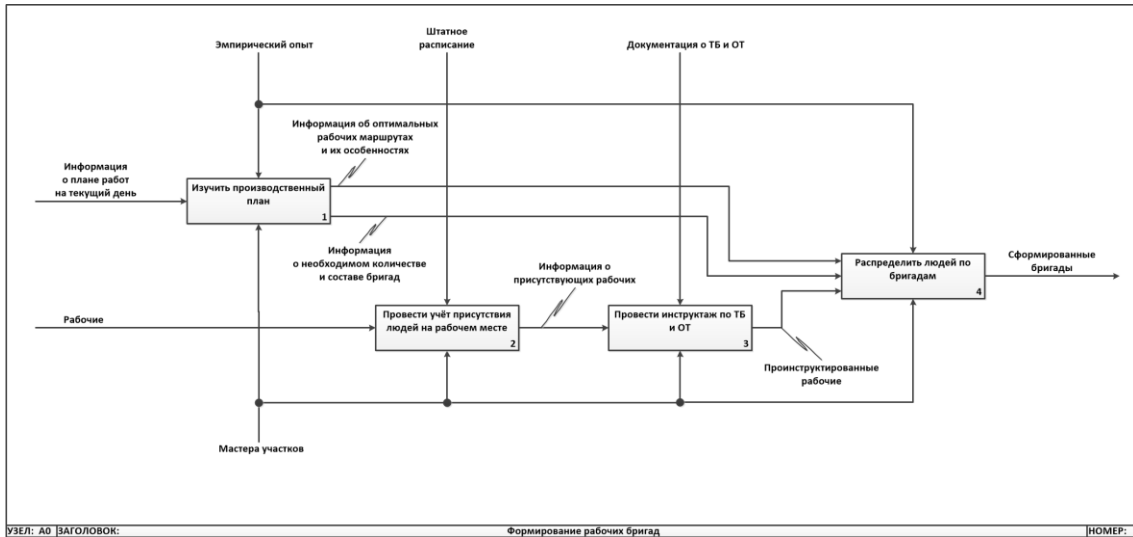 Эмпирический опыт
Штатное
расписание
Документация о ТБ и ОТ
Информация об оптимальных
рабочих маршрутах
и их особенностях
Информация
о плане работ
на текущий день
Изучить производственный
план
1
Информация
о необходимом количестве
и составе бригад
Информация о
присутствующих рабочих
Распределить людей по
бригадам
4
Сформированные
бригады
Рабочие
Провести учёт присутствия
людей на рабочем месте
2
Провести инструктаж по ТБ
и ОТ
3
Проинструктированные
рабочие
Мастера участков
УЗЕЛ: А0 ЗАГОЛОВОК: Формирование рабочих бригад НОМЕР: